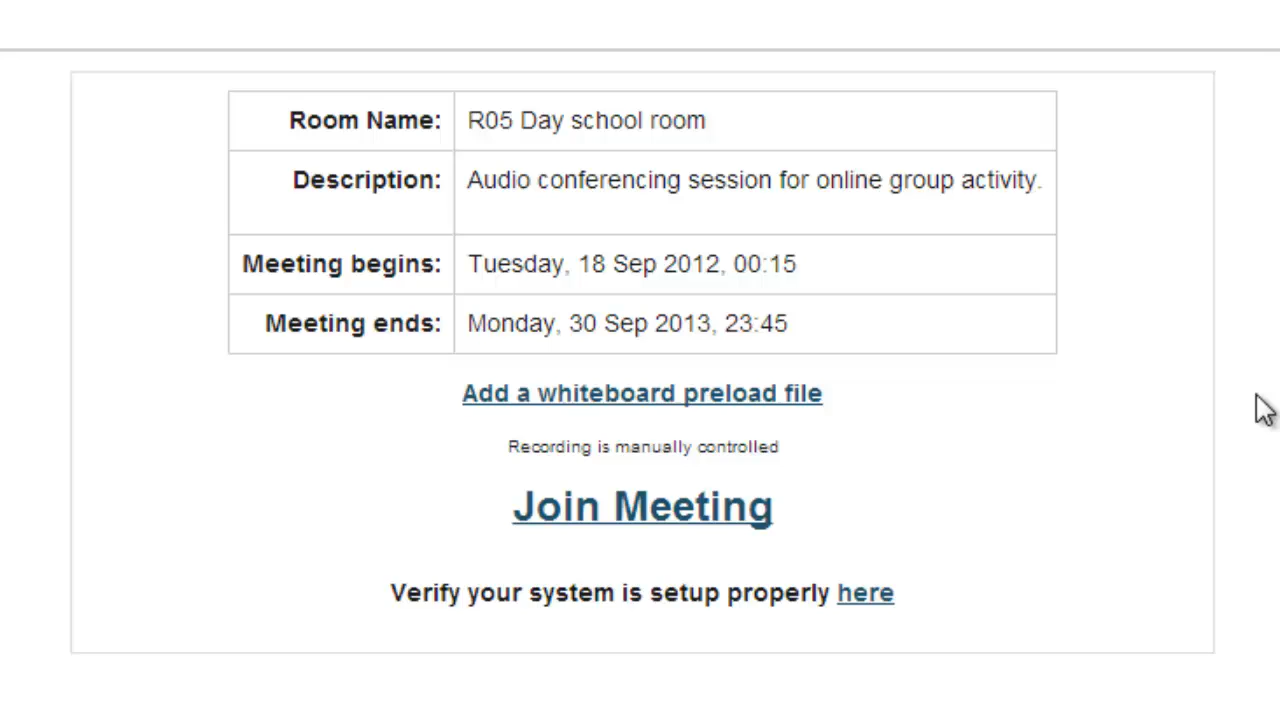 Room Name: R05 Day school room
Description: Audio conferencing session for online group activity.
Meeting begins: Tuesday, 18 Sep 2012, 00:15
Meeting ends: Monday, 30 Sep 2013, 23:45
Add a whiteboard preload file
Recording is manually controlled
Join Meeting
Verify your system is setup properly here